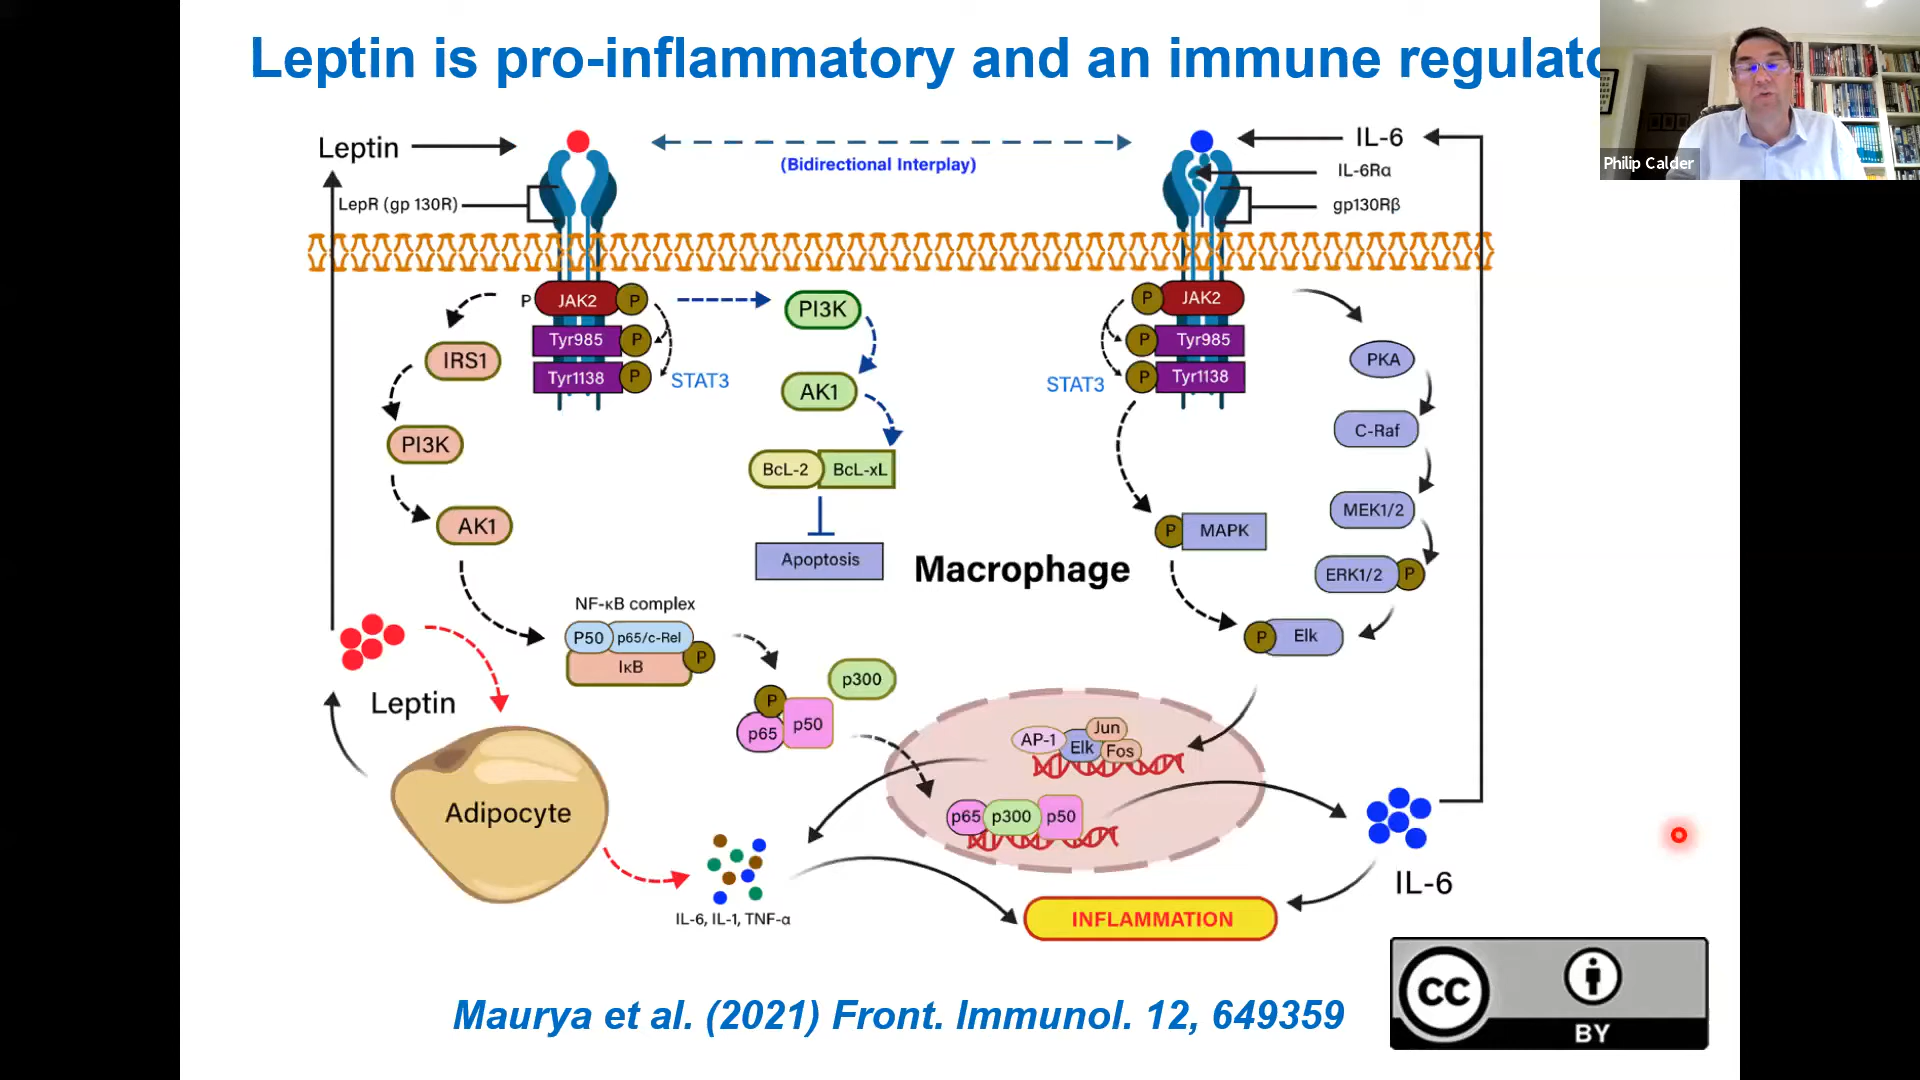 Leptin is pro-inflammatory and an immune regulato
Philip Calder
Leptin
(Bidirectional Interplay)
IL-6
IL-6Rα
LepR (gp 130R)
gp130Rβ
P JAK2 P
Tyr985 P
Tyr1138 P
STAT3
IRS1
PI3K
AK1
PI3K
AK1
BcL-2 BcL-xL
Apoptosis
P JAK2
P Tyr985
P Tyr1138
STAT3
PKA
C-Raf
MEK1/2
ERK1/2 P
P MAPK
P Elk
Macrophage
NF-κB complex
P50 p65/c-Rel
IκB P
P
p65 p50
p300
Leptin
Adipocyte
AP-1 Elk Jun Fos
p65 p300 p50
IL-6, IL-1, TNF-α
INFLAMMATION
IL-6
Maurya et al. (2021) Front. Immunol. 12, 649359
CC
BY